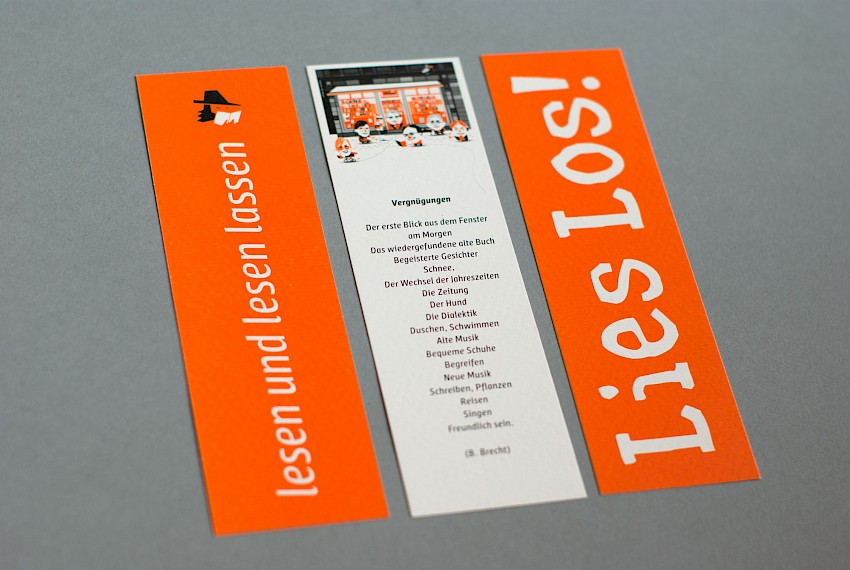 lesen und lesen lassen
Vergnügungen
Der erste Blick aus dem Fenster
am Morgen
Das wiedergefundene alte Buch
Begeisterte Gesichter
Schnee,
Der Wechsel der Jahreszeiten
Die Zeitung
Der Hund
Die Dialektik
Duschen, Schwimmen
Alte Musik
Bequeme Schuhe
Begreifen
Neue Musik
Schreiben, Pflanzen
Reisen
Singen
Freundlich sein.
(B. Brecht)
Lies Los!